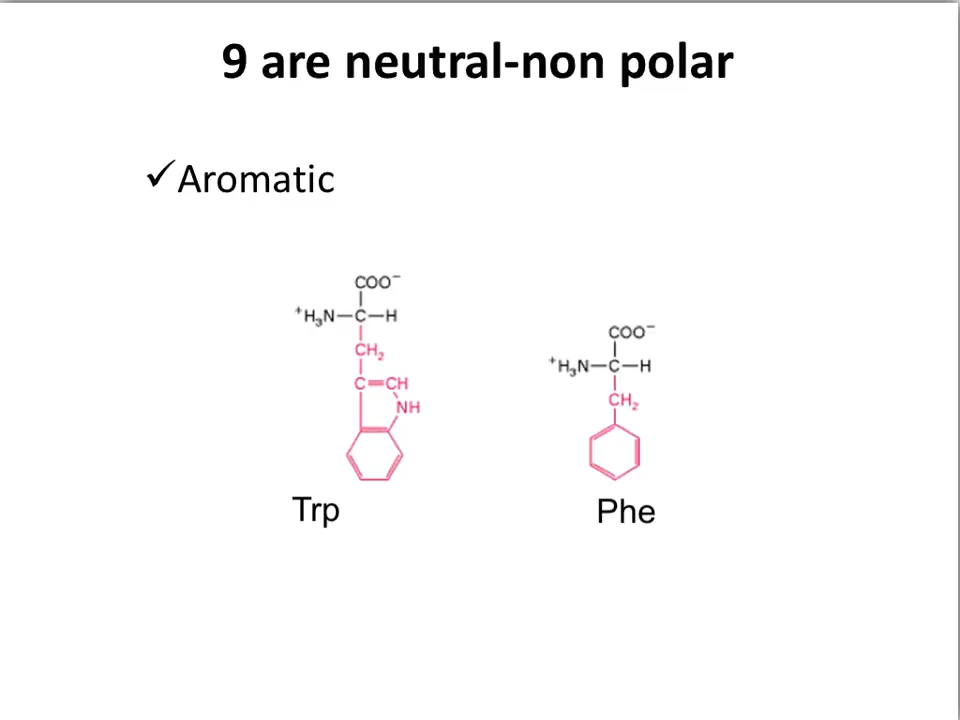 9 are neutral-non polar
✓Aromatic
COO⁻
⁺H₃N—C—H
CH₂
C=CH
NH
Trp
COO⁻
⁺H₃N—C—H
CH₂
Phe